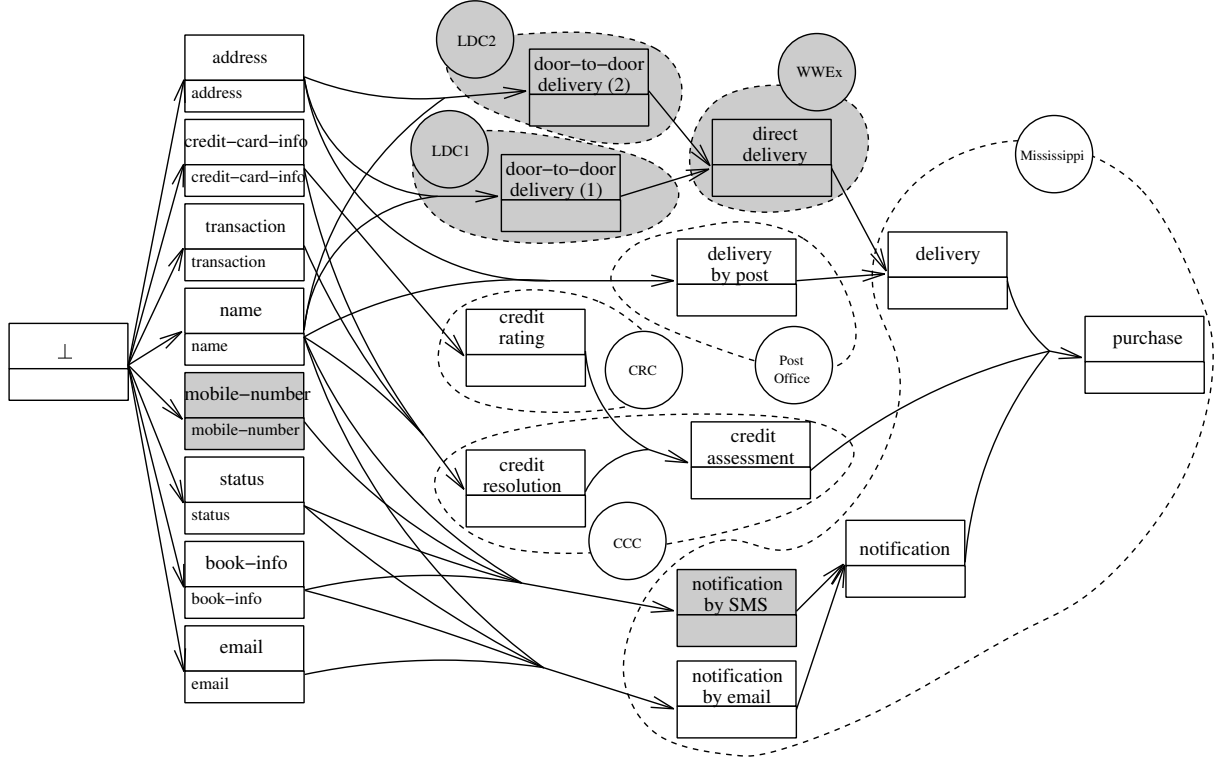 ⊥
address
address
credit−card−info
credit−card−info
transaction
transaction
name
name
mobile−number
mobile−number
status
status
book−info
book−info
email
email
LDC2
door−to−door
delivery (2)
LDC1
door−to−door
delivery (1)
WWEx
direct
delivery
Mississippi
delivery
by post
delivery
credit
rating
CRC
Post
Office
purchase
credit
resolution
credit
assessment
CCC
notification
notification
by SMS
notification
by email